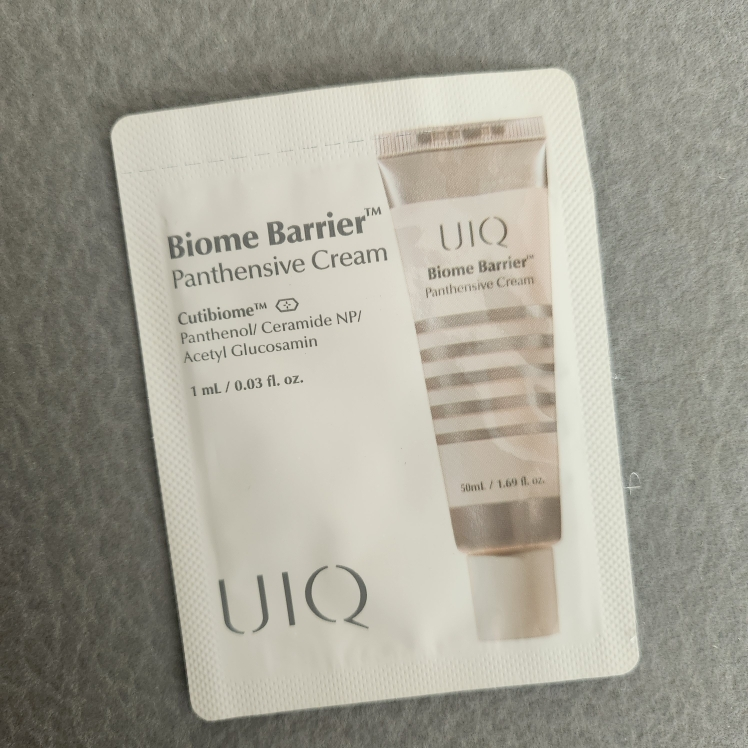 Biome Barrier™
Panthensive Cream
Cutibiome™
Panthenol/ Ceramide NP/
Acetyl Glucosamin
1 mL / 0.03 fl. oz.
UIQ
UIQ
Biome Barrier™
Panthensive Cream
50mL / 1.69 fl. oz.